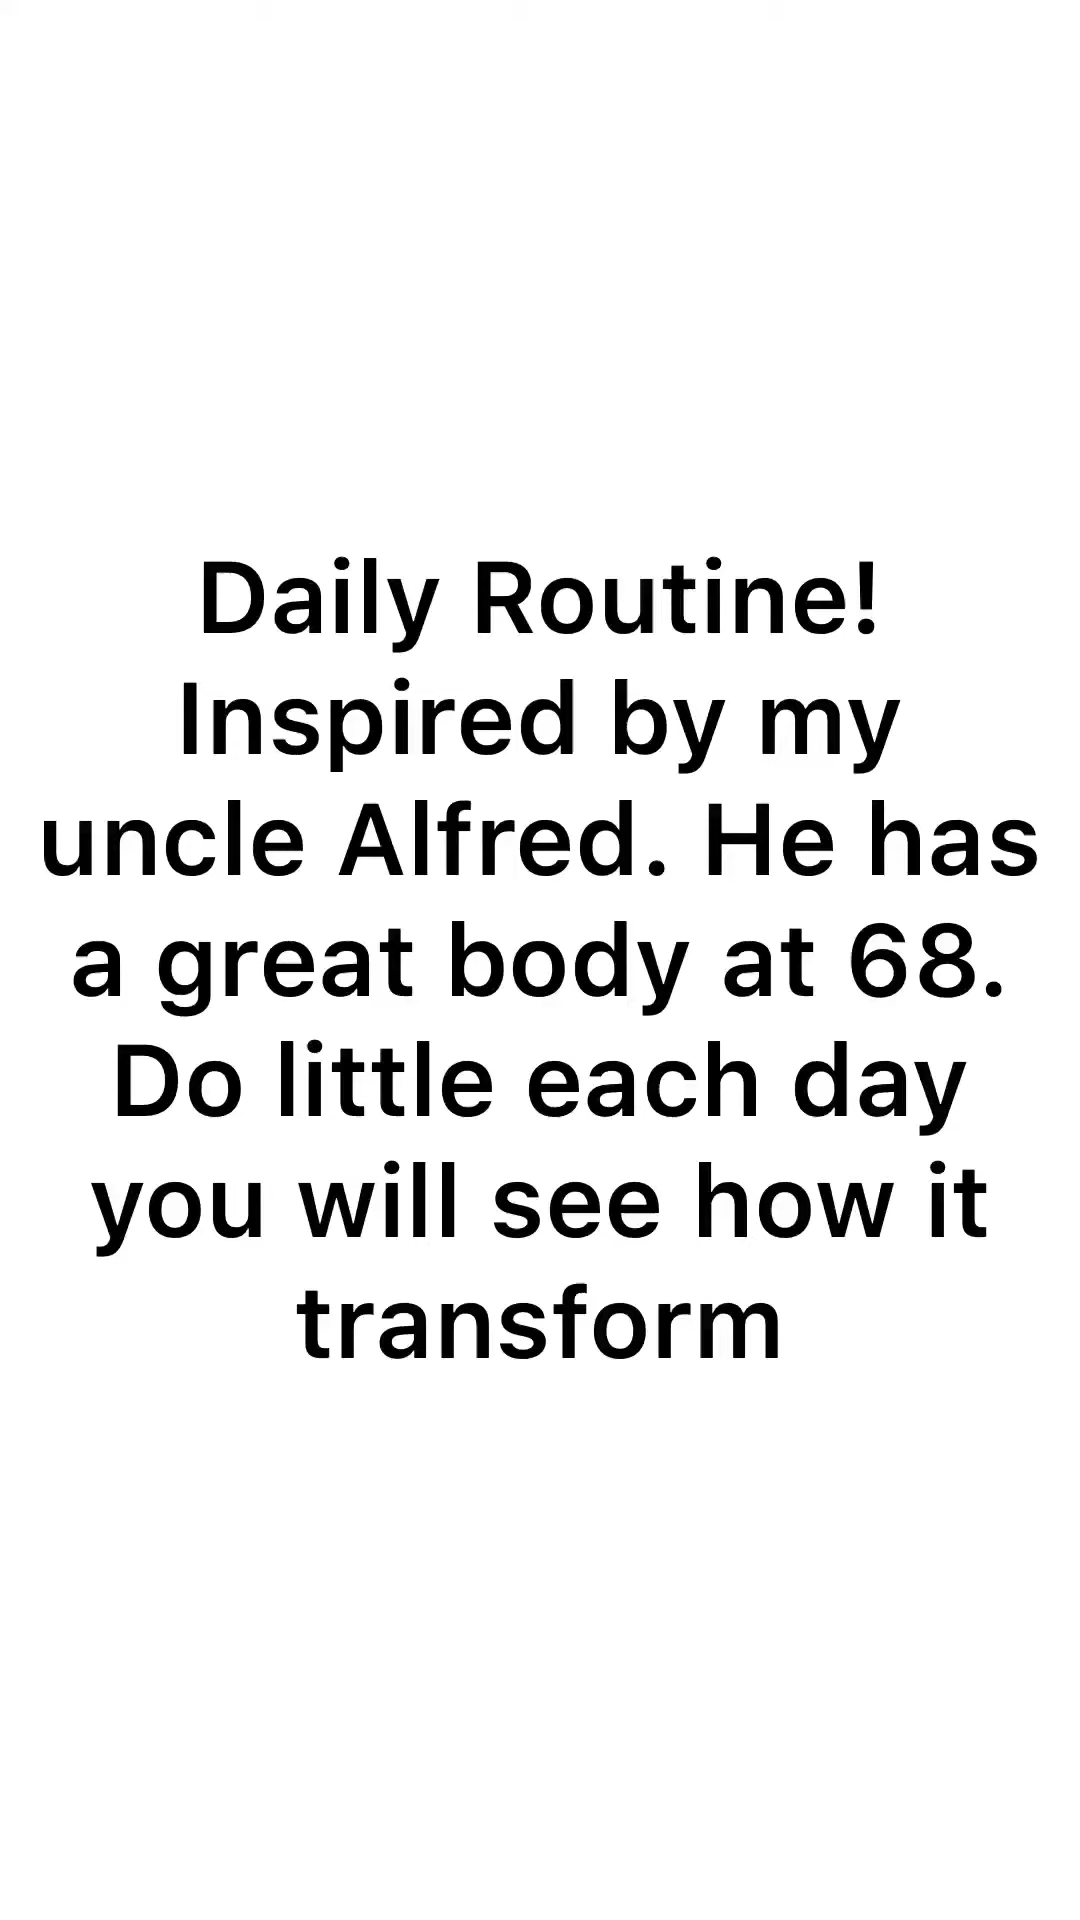 Daily Routine!
Inspired by my
uncle Alfred. He has
a great body at 68.
Do little each day
you will see how it
transform